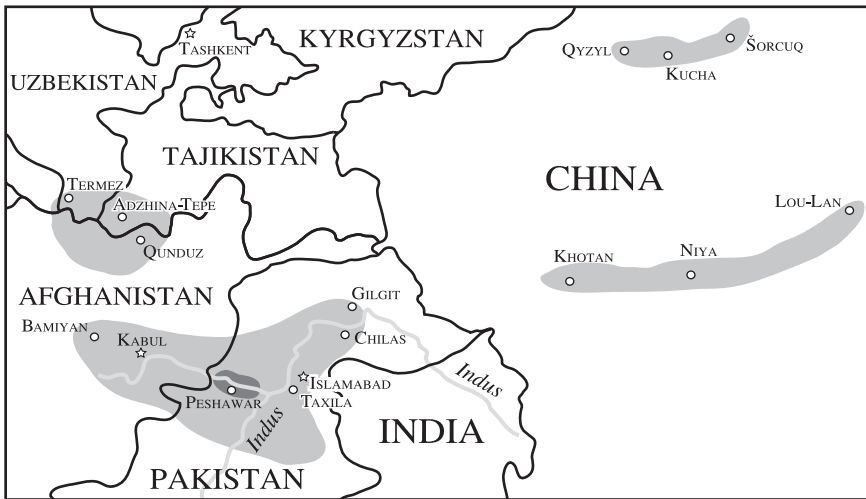 KYRGYZSTAN
TASHKENT
UZBEKISTAN
QYZYL
KUCHA
ŠORCUQ
TAJIKISTAN
CHINA
TERMEZ
ADZHINA-TEPE
QUNDUZ
LOU-LAN
KHOTAN
NIYA
AFGHANISTAN
GILGIT
BAMIYAN
KABUL
CHILAS
ISLAMABAD
TAXILA
PESHAWAR
Indus
Indus
INDIA
PAKISTAN